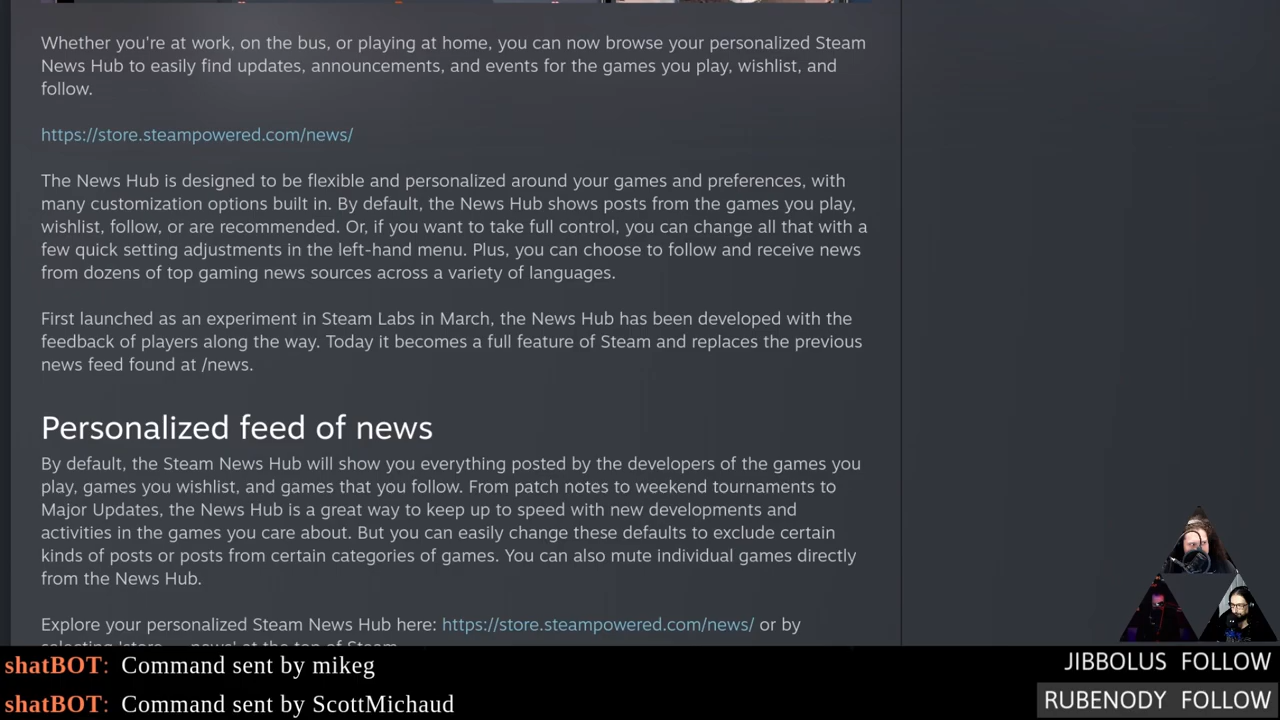 Whether you're at work, on the bus, or playing at home, you can now browse your personalized Steam
News Hub to easily find updates, announcements, and events for the games you play, wishlist, and
follow.
https://store.steampowered.com/news/
The News Hub is designed to be flexible and personalized around your games and preferences, with
many customization options built in. By default, the News Hub shows posts from the games you play,
wishlist, follow, or are recommended. Or, if you want to take full control, you can change all that with a
few quick setting adjustments in the left-hand menu. Plus, you can choose to follow and receive news
from dozens of top gaming news sources across a variety of languages.
First launched as an experiment in Steam Labs in March, the News Hub has been developed with the
feedback of players along the way. Today it becomes a full feature of Steam and replaces the previous
news feed found at /news.
Personalized feed of news
By default, the Steam News Hub will show you everything posted by the developers of the games you
play, games you wishlist, and games that you follow. From patch notes to weekend tournaments to
Major Updates, the News Hub is a great way to keep up to speed with new developments and
activities in the games you care about. But you can easily change these defaults to exclude certain
kinds of posts or posts from certain categories of games. You can also mute individual games directly
from the News Hub.
Explore your personalized Steam News Hub here: https://store.steampowered.com/news/ or by
selecting 'store news' at the top of Steam
shatBOT: Command sent by mikeg
shatBOT: Command sent by ScottMichaud
JIBBOLUS FOLLOW
RUBENODY FOLLOW